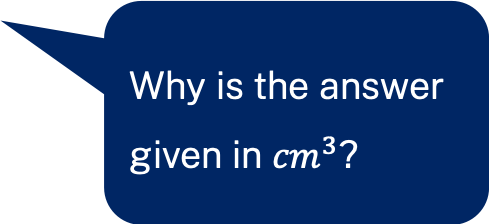 Why is the answer
given in cm³?